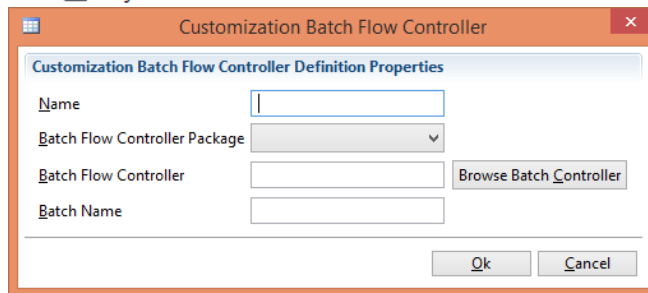 Customization Batch Flow Controller
Customization Batch Flow Controller Definition Properties
Name
Batch Flow Controller Package
Batch Flow Controller Browse Batch Controller
Batch Name
Ok Cancel